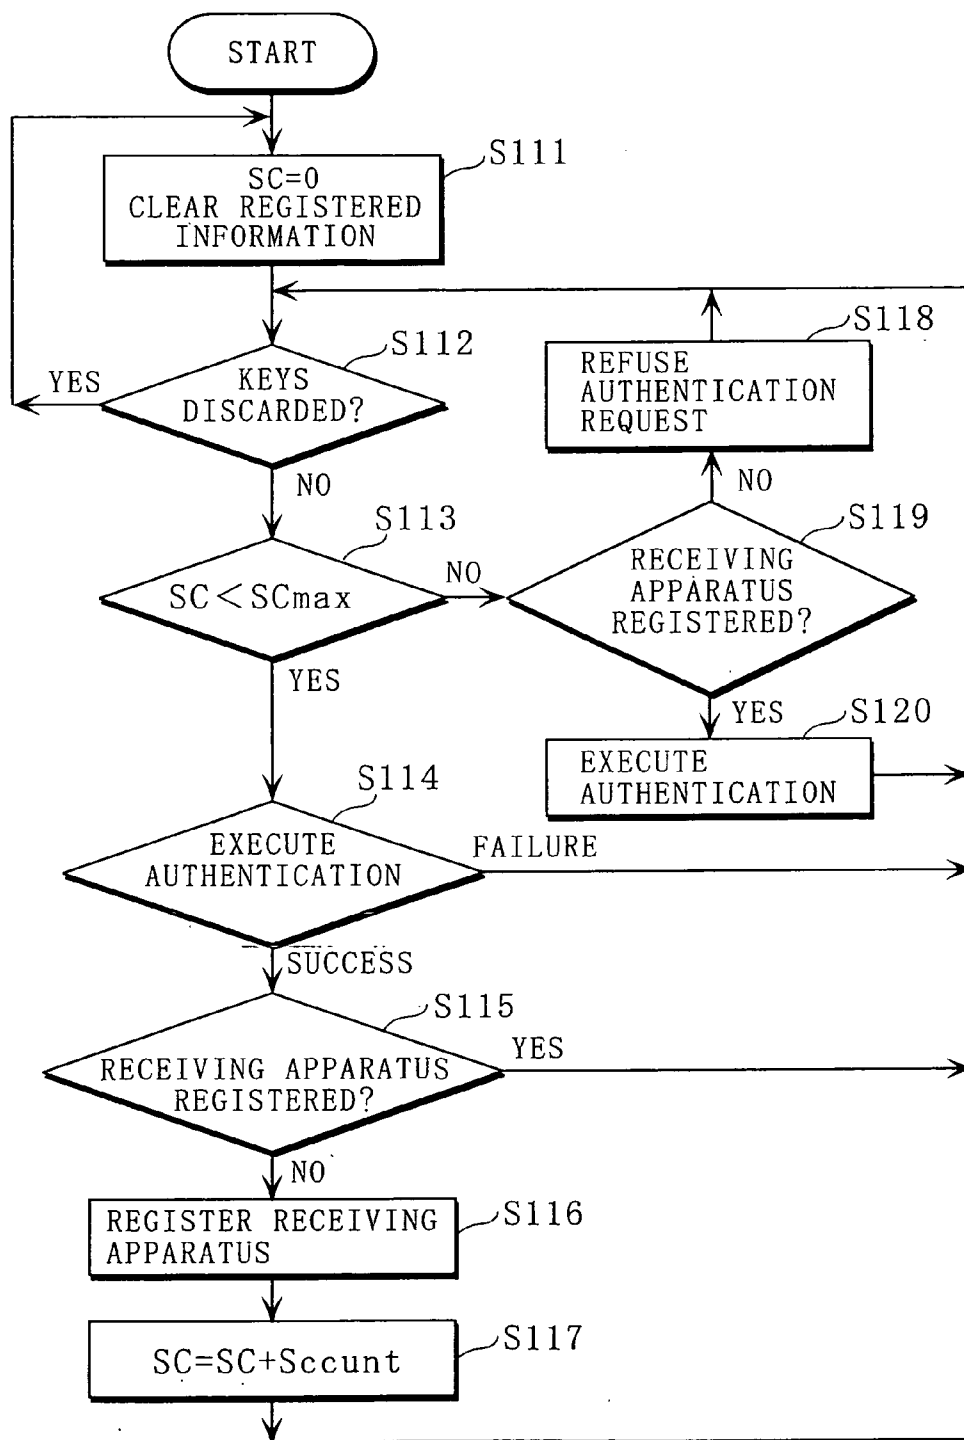 START
S111
SC=0
CLEAR REGISTERED
INFORMATION
S112
YES
KEYS
DISCARDED?
NO
S118
REFUSE
AUTHENTICATION
REQUEST
NO
S113
SC<SCmax
NO
YES
S119
RECEIVING
APPARATUS
REGISTERED?
YES
S120
EXECUTE
AUTHENTICATION
S114
EXECUTE
AUTHENTICATION
FAILURE
SUCCESS
S115
RECEIVING APPARATUS
REGISTERED?
YES
NO
S116
REGISTER RECEIVING
APPARATUS
S117
SC=SC+Sccunt